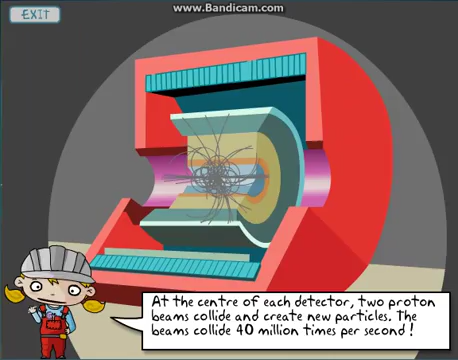 www.Bandicam.com
EXIT
At the centre of each detector, two proton
beams collide and create new particles. The
beams collide 40 million times per second !